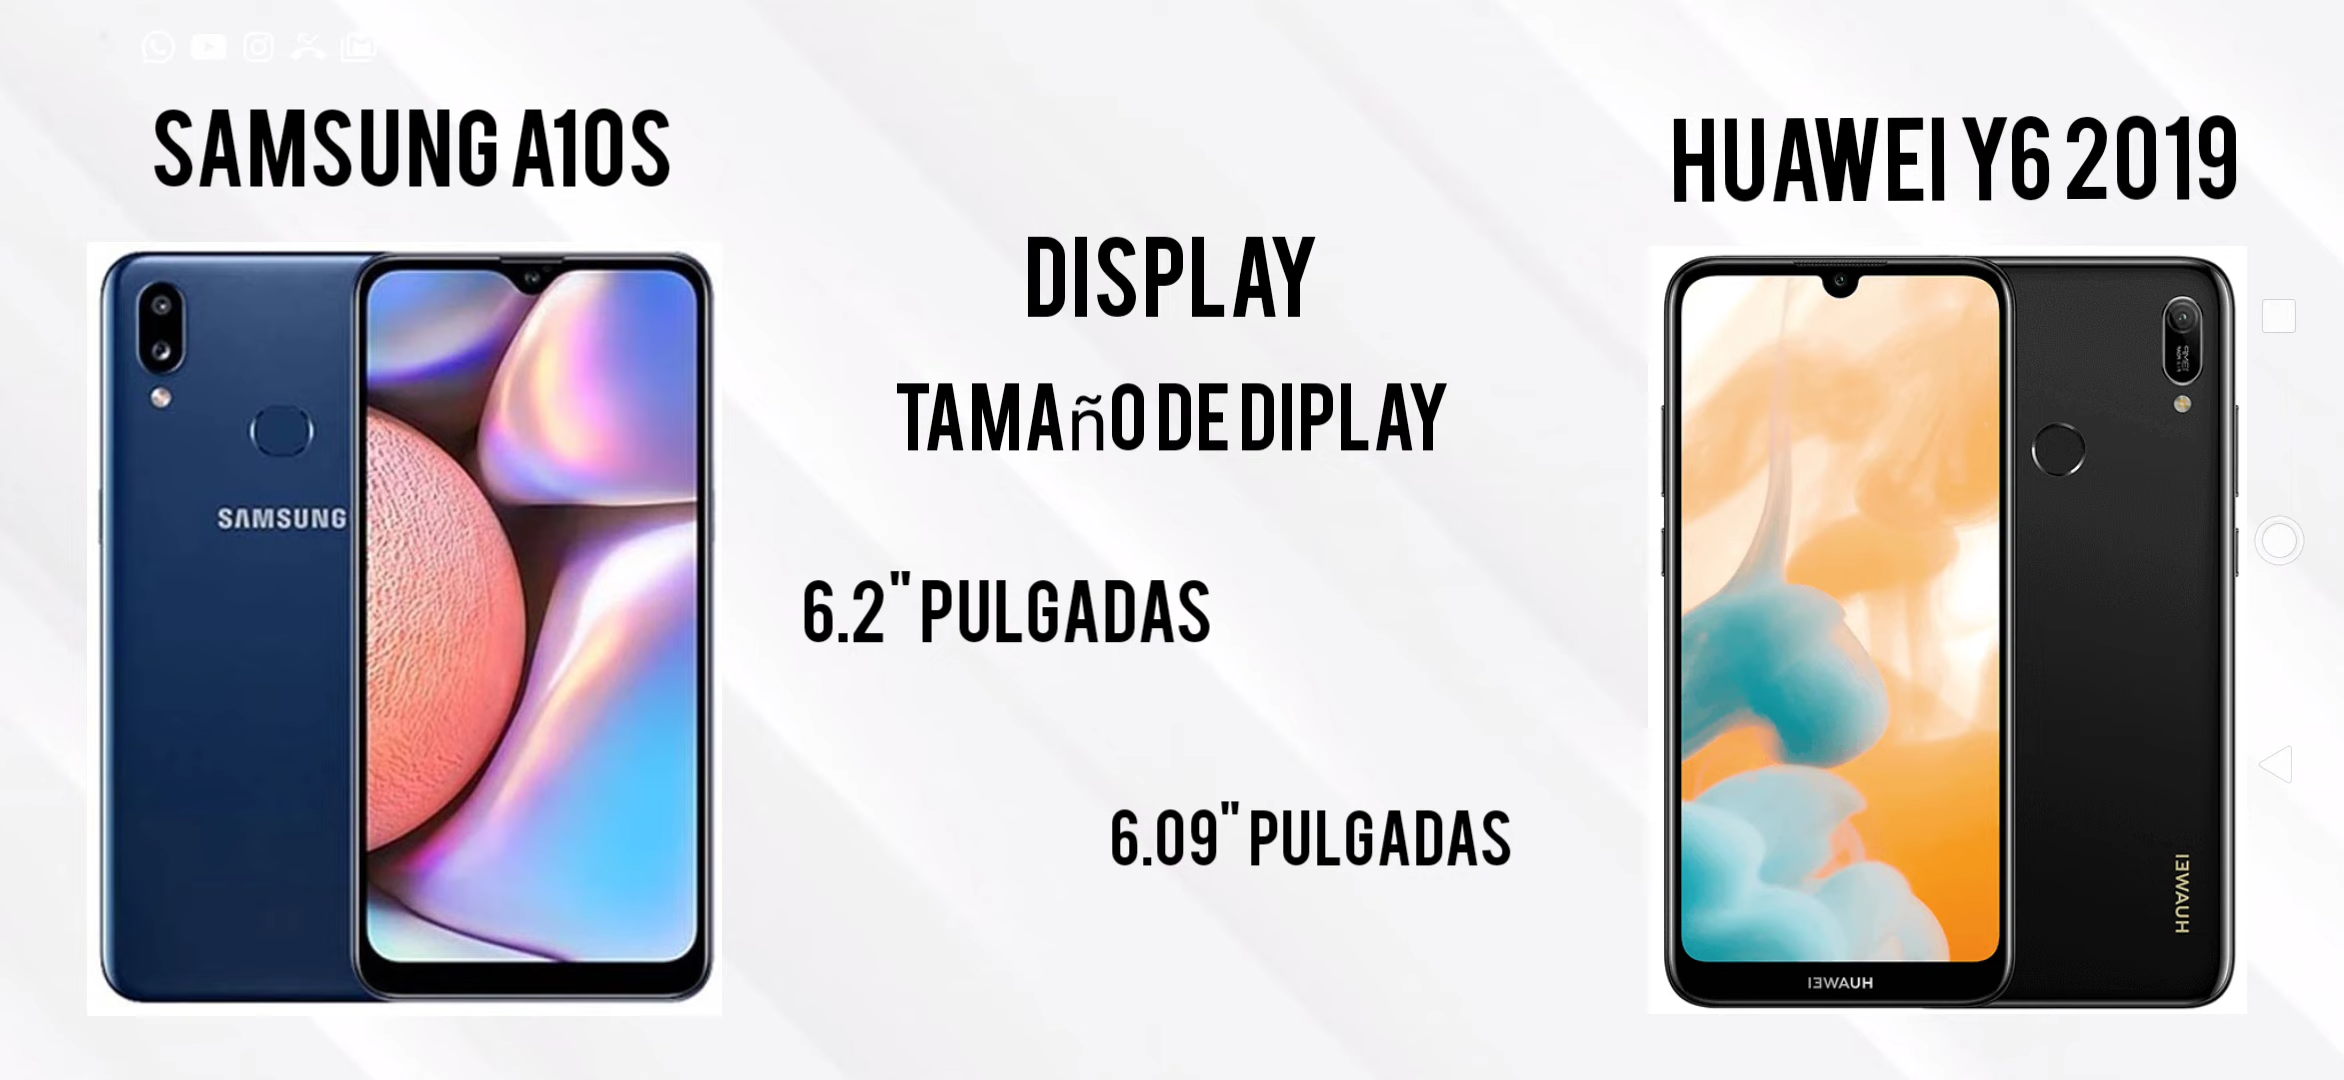 SAMSUNG A10S
HUAWEI Y6 2019
DISPLAY
TAMAñO DE DIPLAY
SAMSUNG
6.2" PULGADAS
6.09" PULGADAS
HUAWEI
HUAWEI